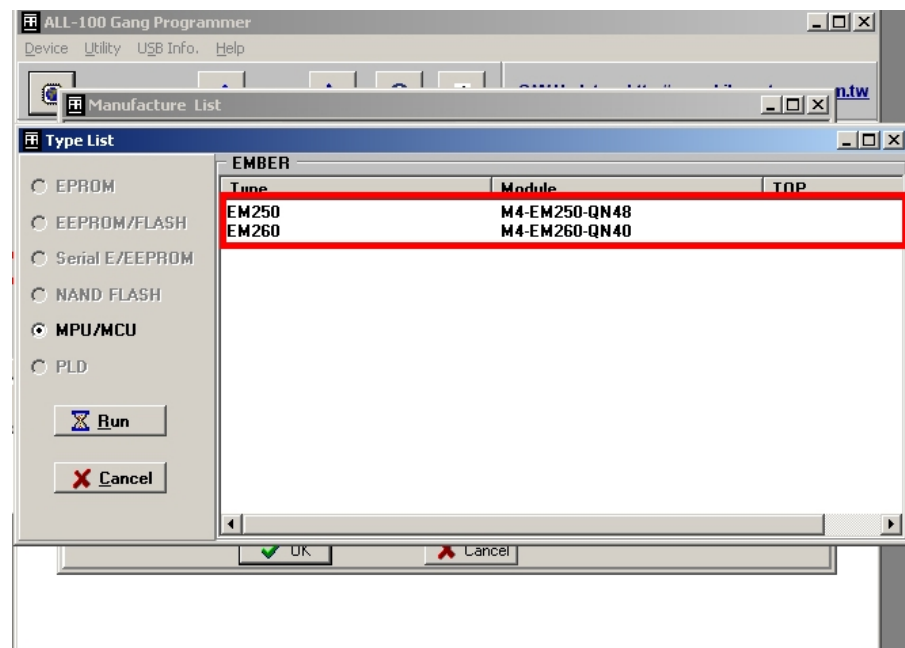 ALL-100 Gang Programmer
Device Utility USB Info. Help
n.tw
Manufacture List
Type List
EMBER
EPROM
EEPROM/FLASH
Serial E/EEPROM
NAND FLASH
MPU/MCU
PLD
Run
Cancel
Type Module TOP
EM250 M4-EM250-QN48
EM260 M4-EM260-QN40
OK Cancel